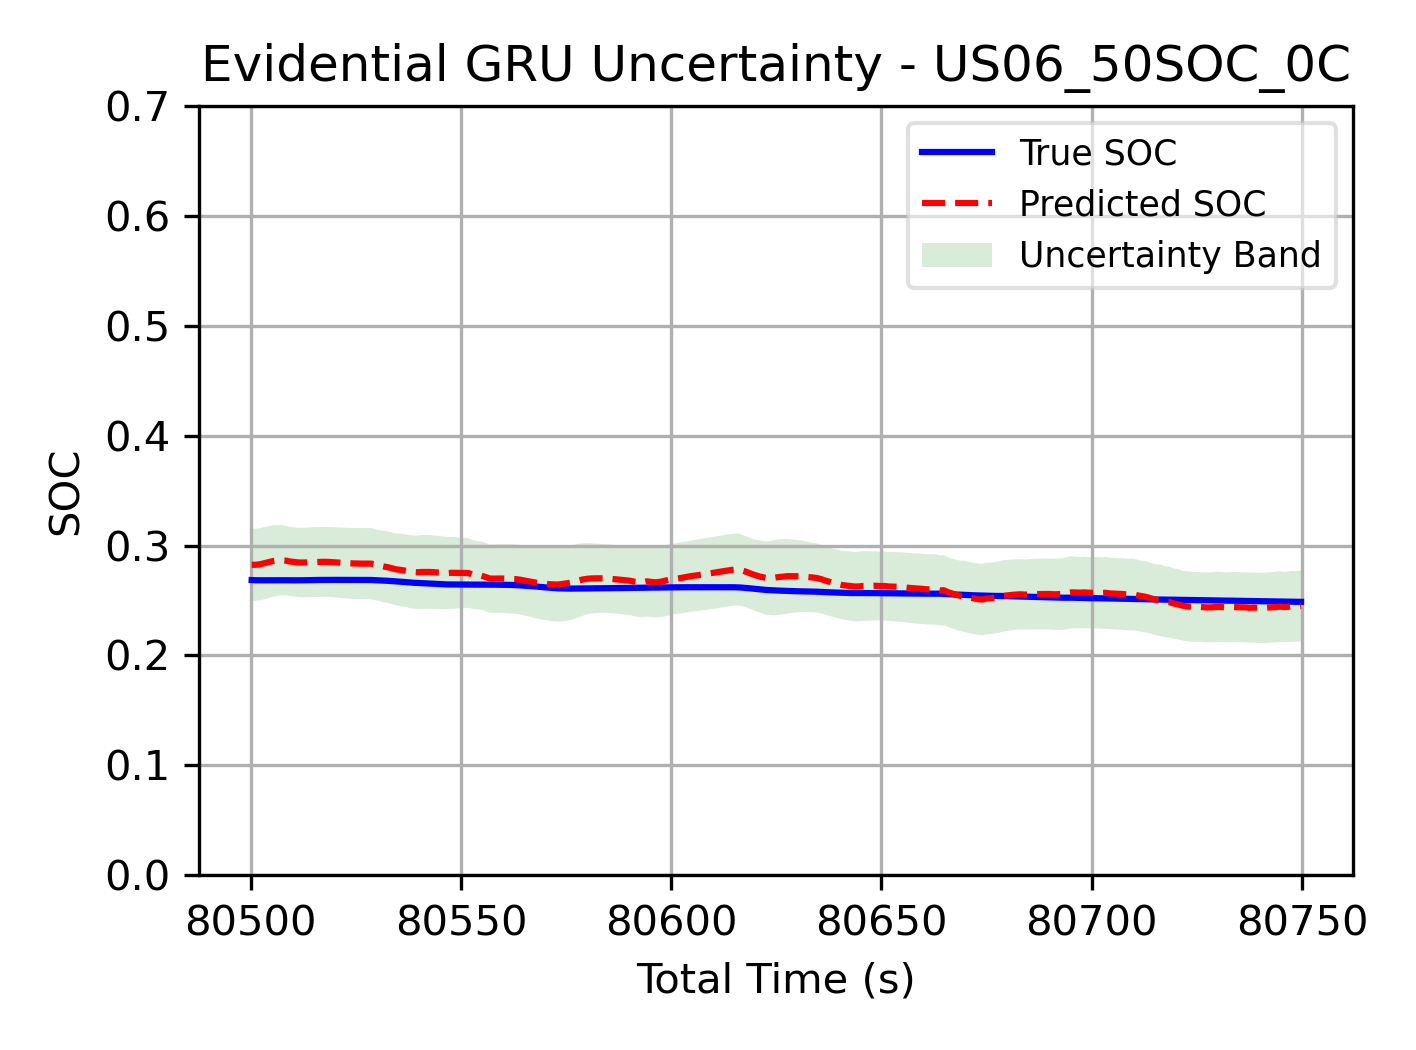 Evidential GRU Uncertainty - US06_50SOC_0C
True SOC
Predicted SOC
Uncertainty Band
SOC
0.7
0.6
0.5
0.4
0.3
0.2
0.1
0.0
80500 80550 80600 80650 80700 80750
Total Time (s)